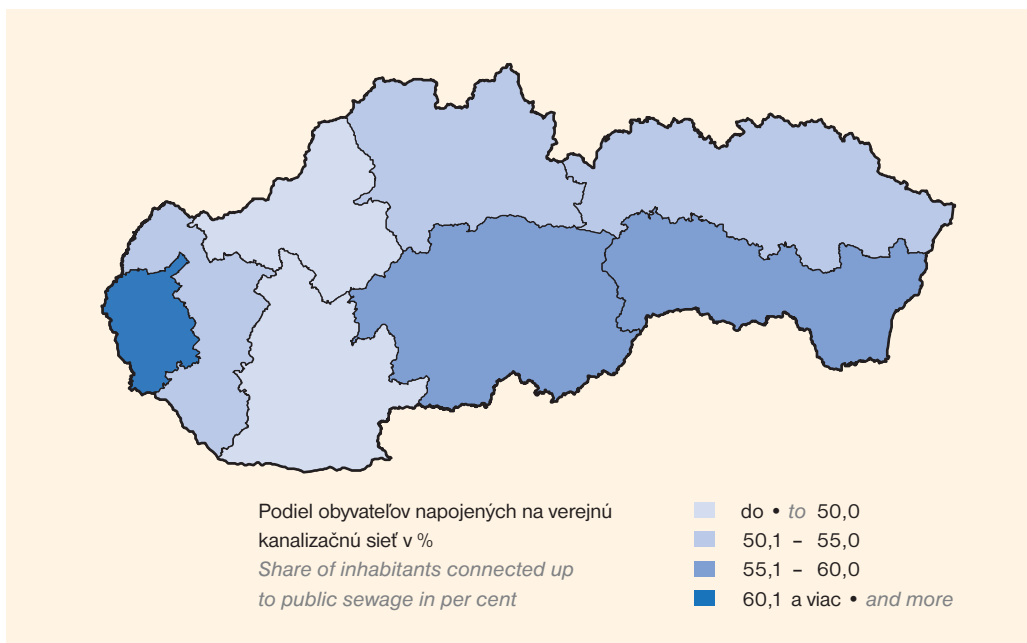 Podiel obyvateľov napojených na verejnú
kanalizačnú sieť v %
Share of inhabitants connected up
to public sewage in per cent
do • to 50,0
50,1 – 55,0
55,1 – 60,0
60,1 a viac • and more